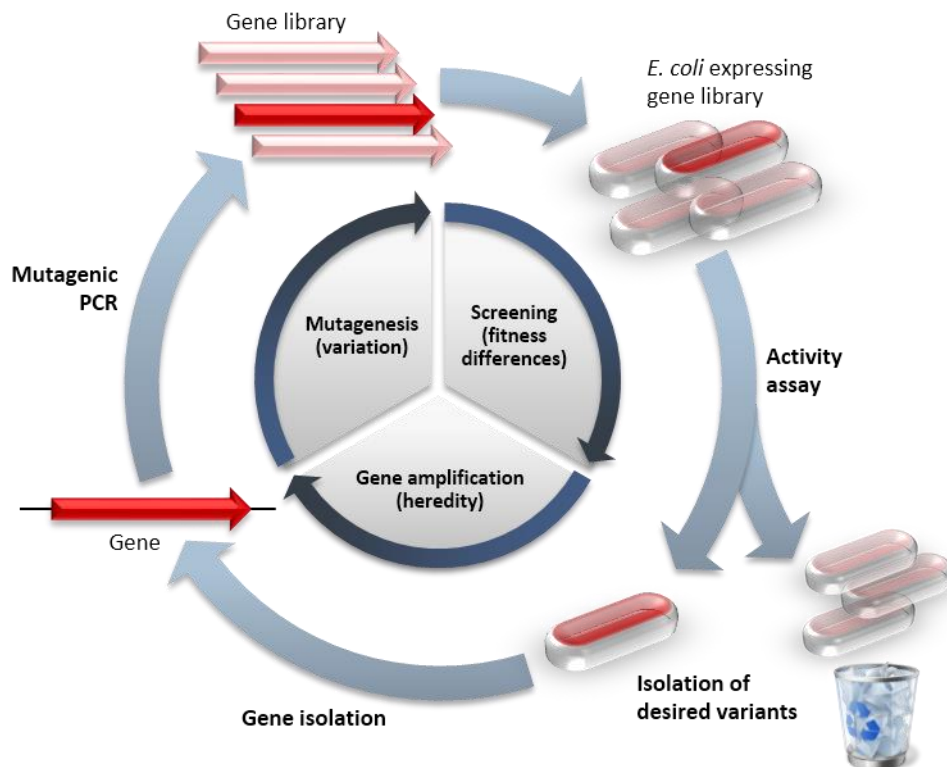 Gene library
E. coli expressing
gene library
Mutagenic
PCR
Mutagenesis
(variation)
Screening
(fitness
differences)
Activity
assay
Gene amplification
(heredity)
Gene
Gene isolation
Isolation of
desired variants